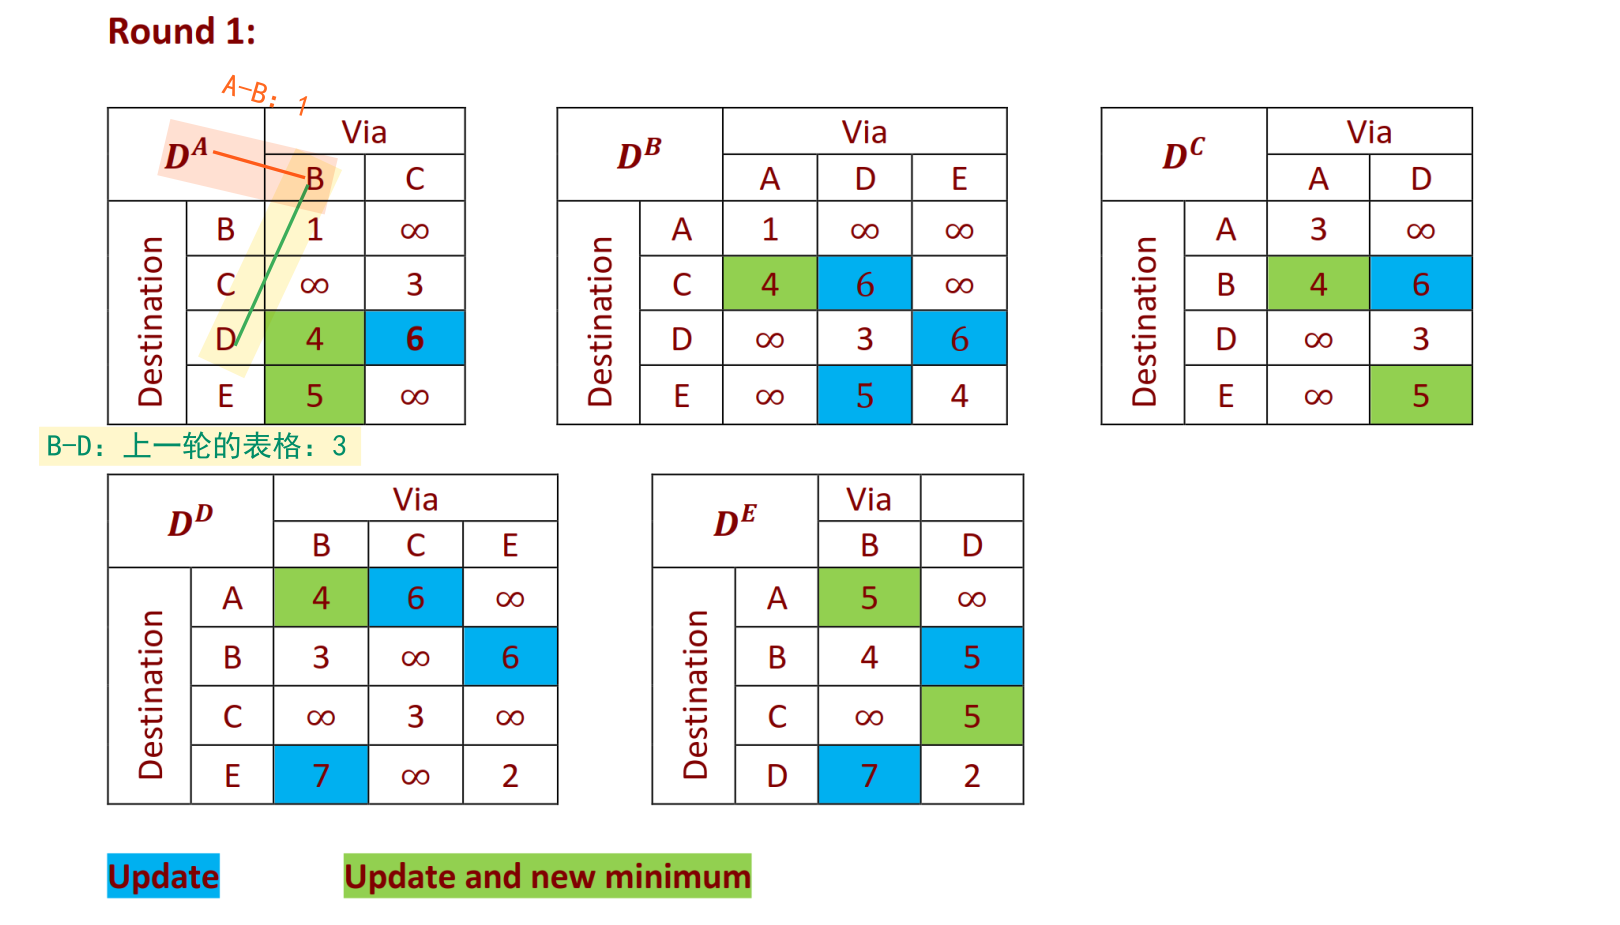 Round 1:
A-B: 1
D^A Via
B C
Destination
B 1 ∞
C ∞ 3
D 4 6
E 5 ∞
B-D: 上一轮的表格: 3
D^B Via
A D E
Destination
A 1 ∞ ∞
C 4 6 ∞
D ∞ 3 6
E ∞ 5 4
D^C Via
A D
Destination
A 3 ∞
B 4 6
D ∞ 3
E ∞ 5
D^D Via
B C E
Destination
A 4 6 ∞
B 3 ∞ 6
C ∞ 3 ∞
E 7 ∞ 2
D^E Via
B D
Destination
A 5 ∞
B 4 5
C ∞ 5
D 7 2
Update
Update and new minimum